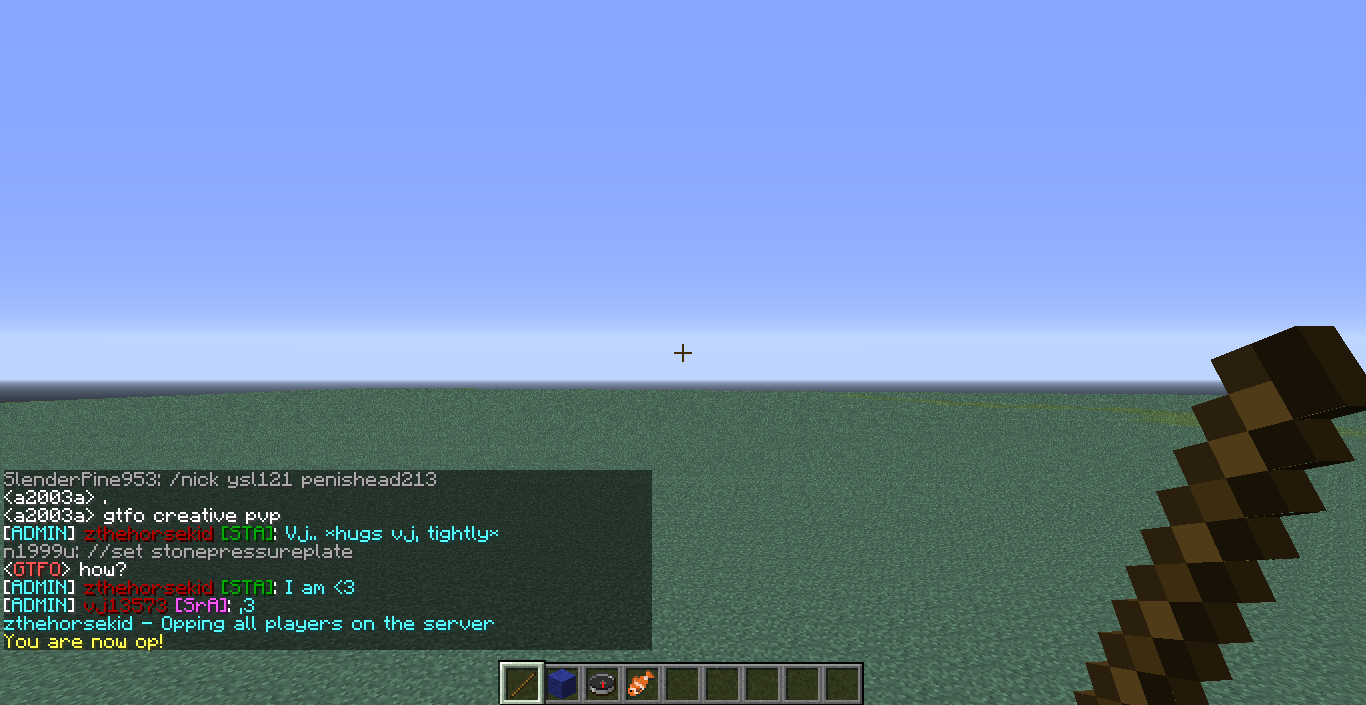 SlenderPine953: /nick ysl121 penishead213
<a2003a> .
<a2003a> gtfo creative pvp
[ADMIN] zthehorsekid [STA]: Vj.. *hugs vj, tightly*
n1999u: //set stonepressureplate
<GTFO> how?
[ADMIN] zthehorsekid [STA]: I am <3
[ADMIN] vj13573 [SrA]: ,3
zthehorsekid - Opping all players on the server
You are now op!